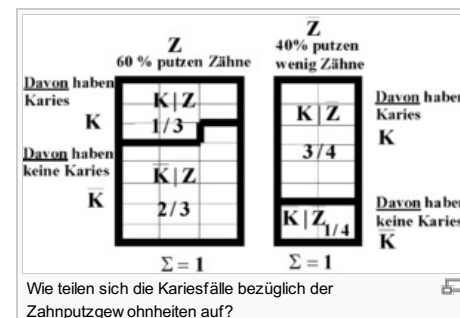 Z
60 % putzen Zähne
Z̅
40% putzen
wenig Zähne
Davon haben
Karies
K
K | Z
1/3
Davon haben
keine Karies
K̅
K̅ | Z
2/3
Σ = 1
K | Z̅
3/4
Davon haben
Karies
K
K̅ | Z̅ 1/4
Davon haben
keine Karies
K̅
Σ = 1
Wie teilen sich die Kariesfälle bezüglich der
Zahnputzgewohnheiten auf?